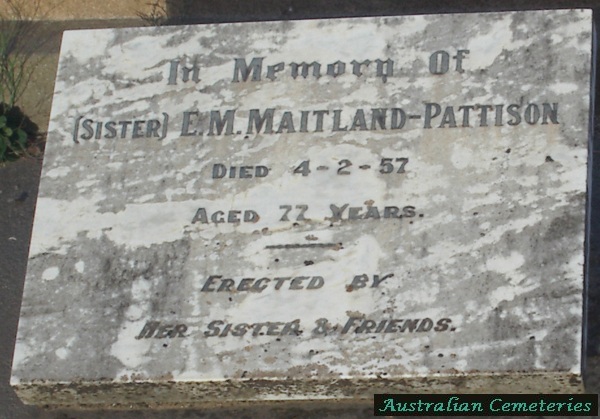 In Memory Of
(Sister) E.M. Maitland-Pattison
Died 4-2-57
Aged 77 Years.
Erected By
Her Sister & Friends.
Australian Cemeteries